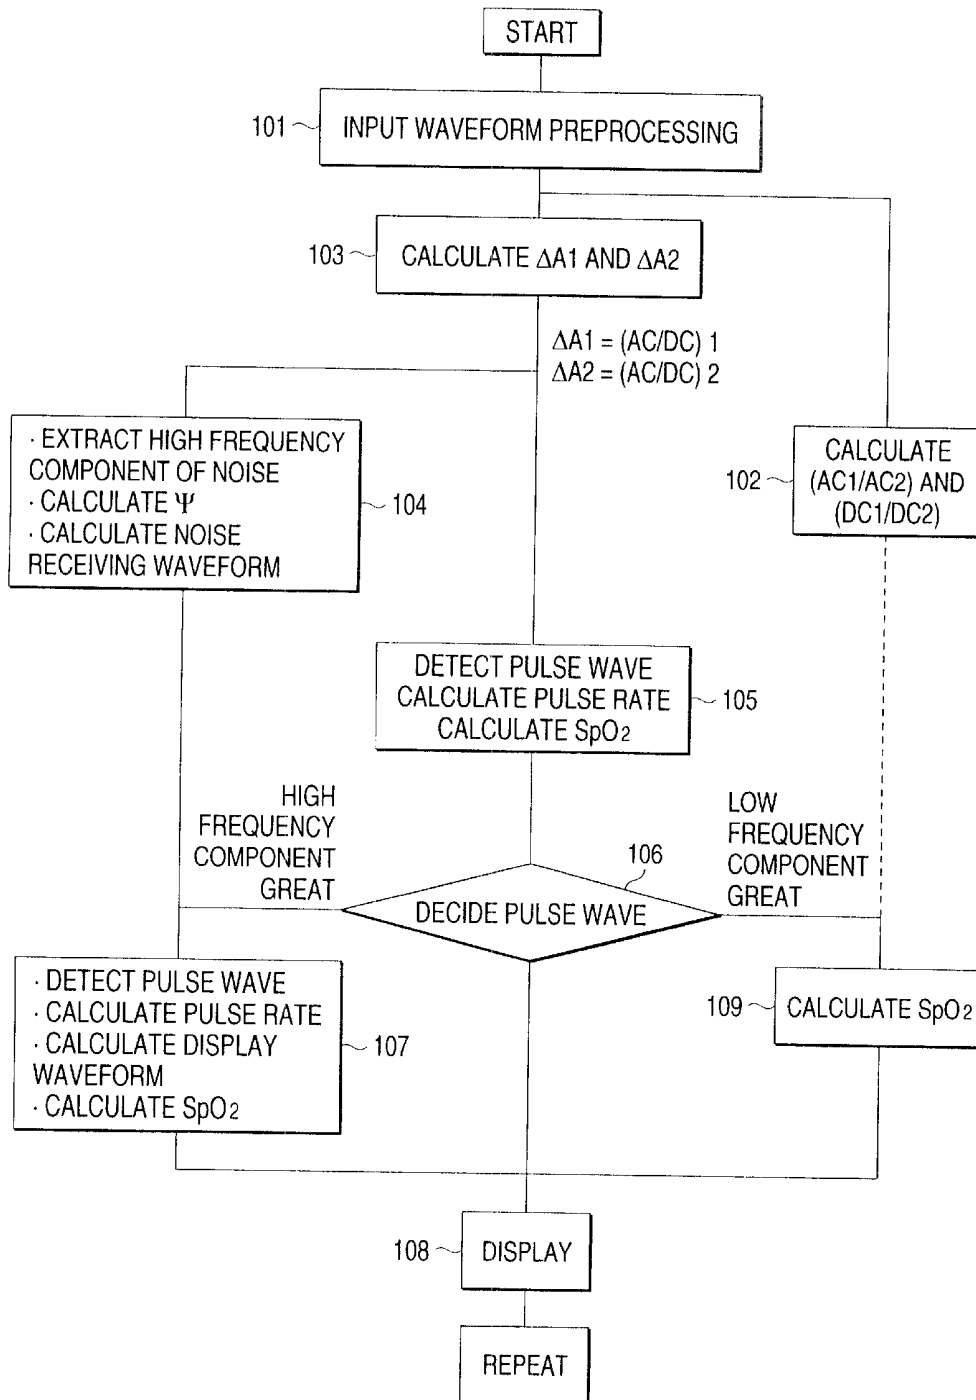 START
101
INPUT WAVEFORM PREPROCESSING
103
CALCULATE ΔA1 AND ΔA2
ΔA1 = (AC/DC) 1
ΔA2 = (AC/DC) 2
· EXTRACT HIGH FREQUENCY
COMPONENT OF NOISE
· CALCULATE Ψ
· CALCULATE NOISE
RECEIVING WAVEFORM
104
102
CALCULATE
(AC1/AC2) AND
(DC1/DC2)
DETECT PULSE WAVE
CALCULATE PULSE RATE
CALCULATE SpO2
105
HIGH
FREQUENCY
COMPONENT
GREAT
LOW
FREQUENCY
COMPONENT
GREAT
106
DECIDE PULSE WAVE
· DETECT PULSE WAVE
· CALCULATE PULSE RATE
· CALCULATE DISPLAY
WAVEFORM
· CALCULATE SpO2
107
109
CALCULATE SpO2
108
DISPLAY
REPEAT